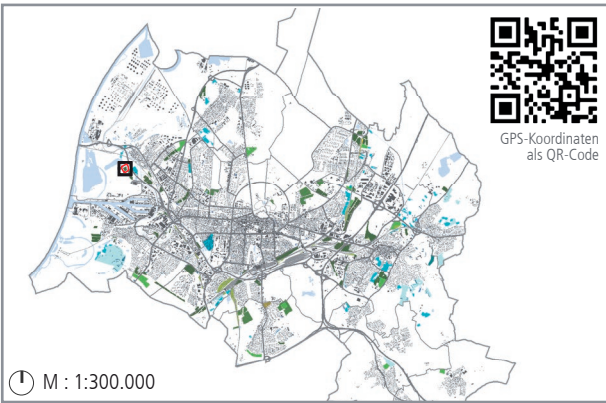 GPS-Koordinaten
als QR-Code
M : 1:300.000